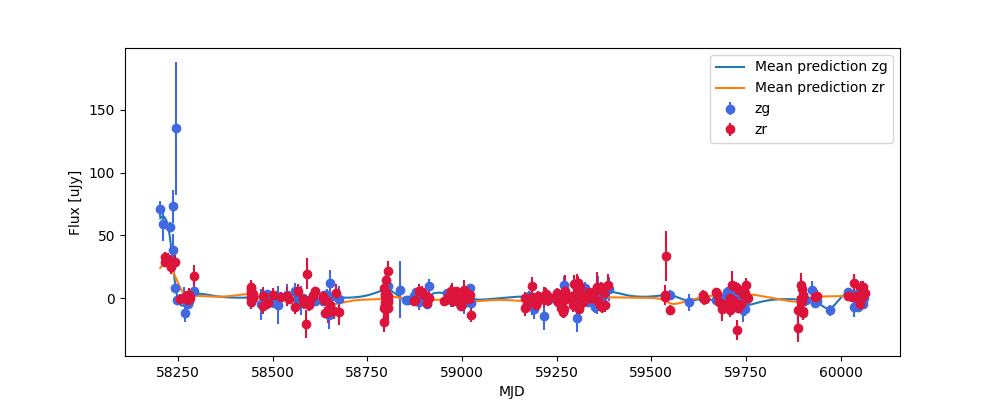 Mean prediction zg
Mean prediction zr
zg
zr
Flux [uJy]
150
100
50
0
58250 58500 58750 59000 59250 59500 59750 60000
MJD